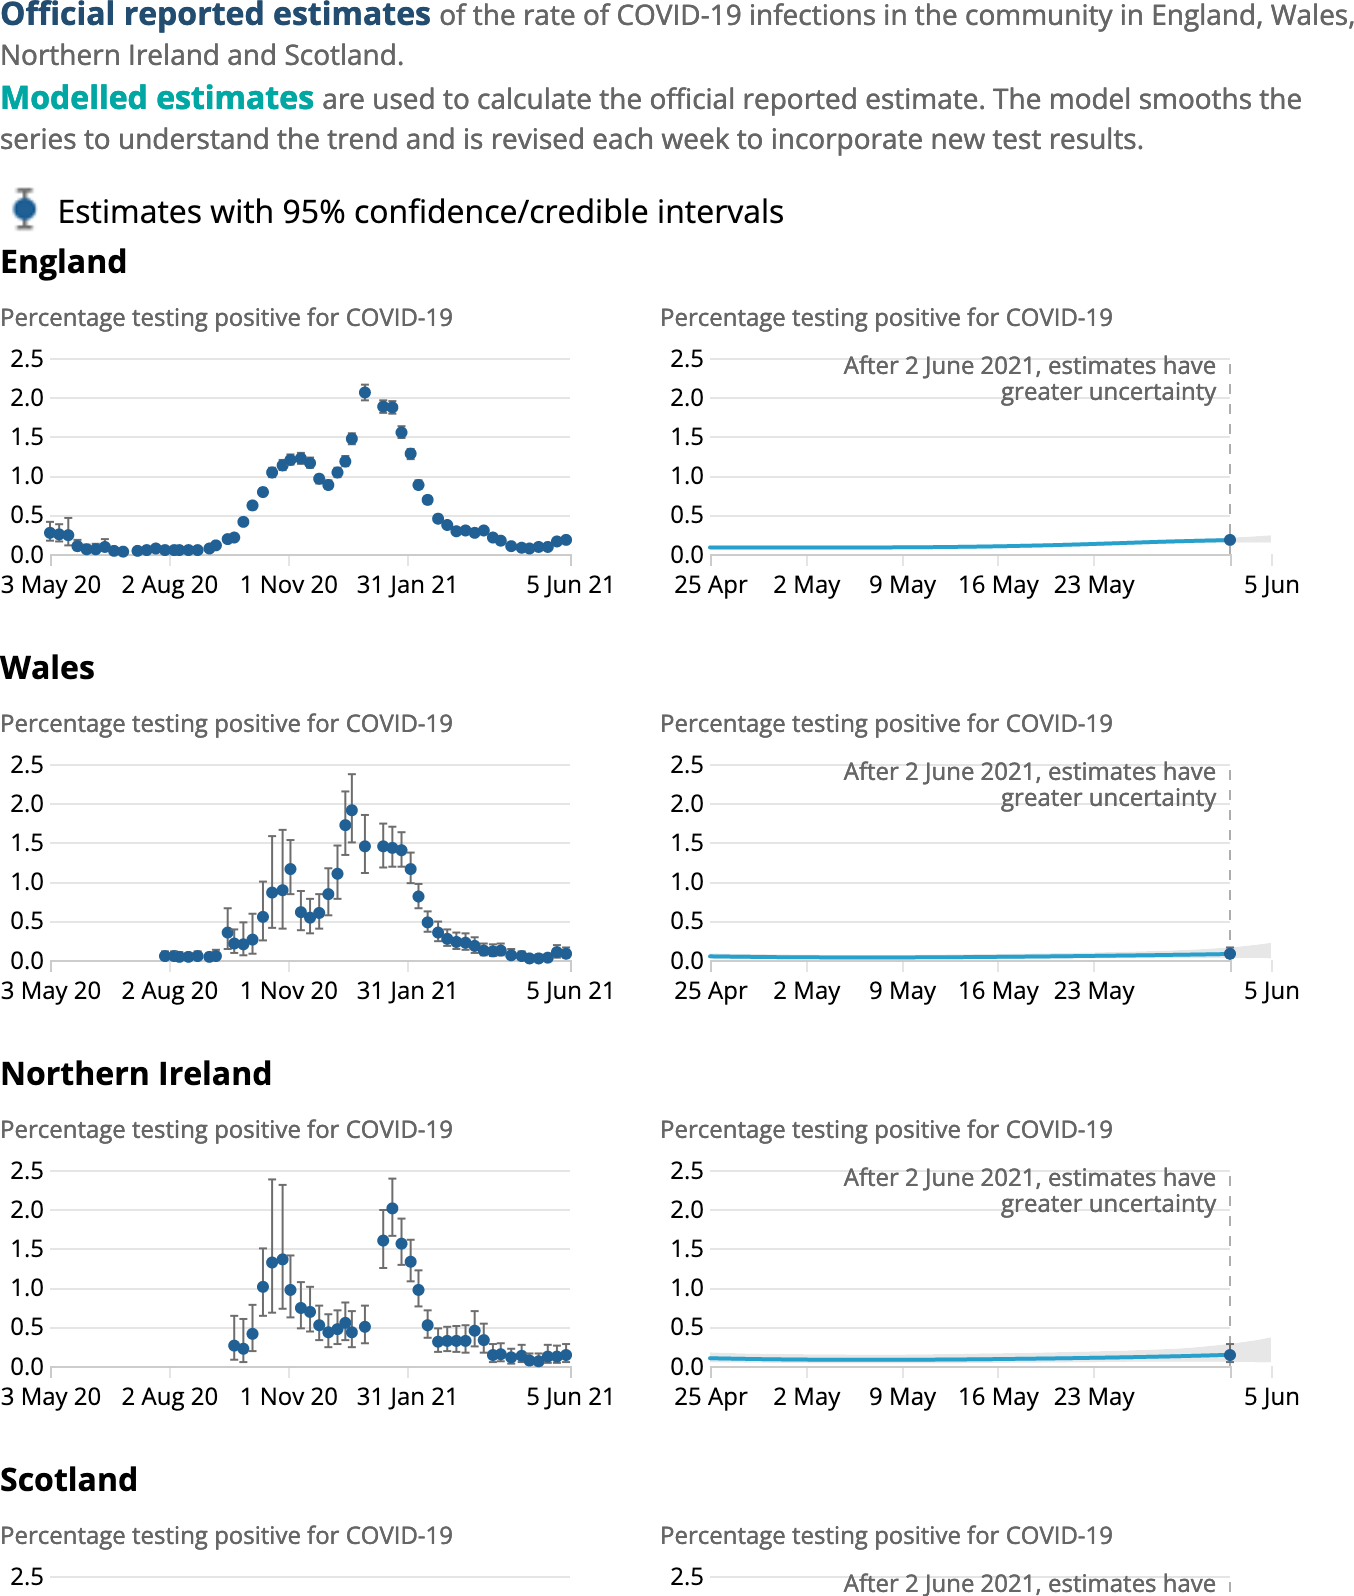 Official reported estimates of the rate of COVID-19 infections in the community in England, Wales,
Northern Ireland and Scotland.
Modelled estimates are used to calculate the official reported estimate. The model smooths the
series to understand the trend and is revised each week to incorporate new test results.
Estimates with 95% confidence/credible intervals
England
Percentage testing positive for COVID-19
2.5
2.0
1.5
1.0
0.5
0.0
3 May 20 2 Aug 20 1 Nov 20 31 Jan 21 5 Jun 21
Percentage testing positive for COVID-19
After 2 June 2021, estimates have
greater uncertainty
2.5
2.0
1.5
1.0
0.5
0.0
25 Apr 2 May 9 May 16 May 23 May 5 Jun
Wales
Percentage testing positive for COVID-19
2.5
2.0
1.5
1.0
0.5
0.0
3 May 20 2 Aug 20 1 Nov 20 31 Jan 21 5 Jun 21
Percentage testing positive for COVID-19
After 2 June 2021, estimates have
greater uncertainty
2.5
2.0
1.5
1.0
0.5
0.0
25 Apr 2 May 9 May 16 May 23 May 5 Jun
Northern Ireland
Percentage testing positive for COVID-19
2.5
2.0
1.5
1.0
0.5
0.0
3 May 20 2 Aug 20 1 Nov 20 31 Jan 21 5 Jun 21
Percentage testing positive for COVID-19
After 2 June 2021, estimates have
greater uncertainty
2.5
2.0
1.5
1.0
0.5
0.0
25 Apr 2 May 9 May 16 May 23 May 5 Jun
Scotland
Percentage testing positive for COVID-19
2.5
Percentage testing positive for COVID-19
2.5
After 2 June 2021, estimates have